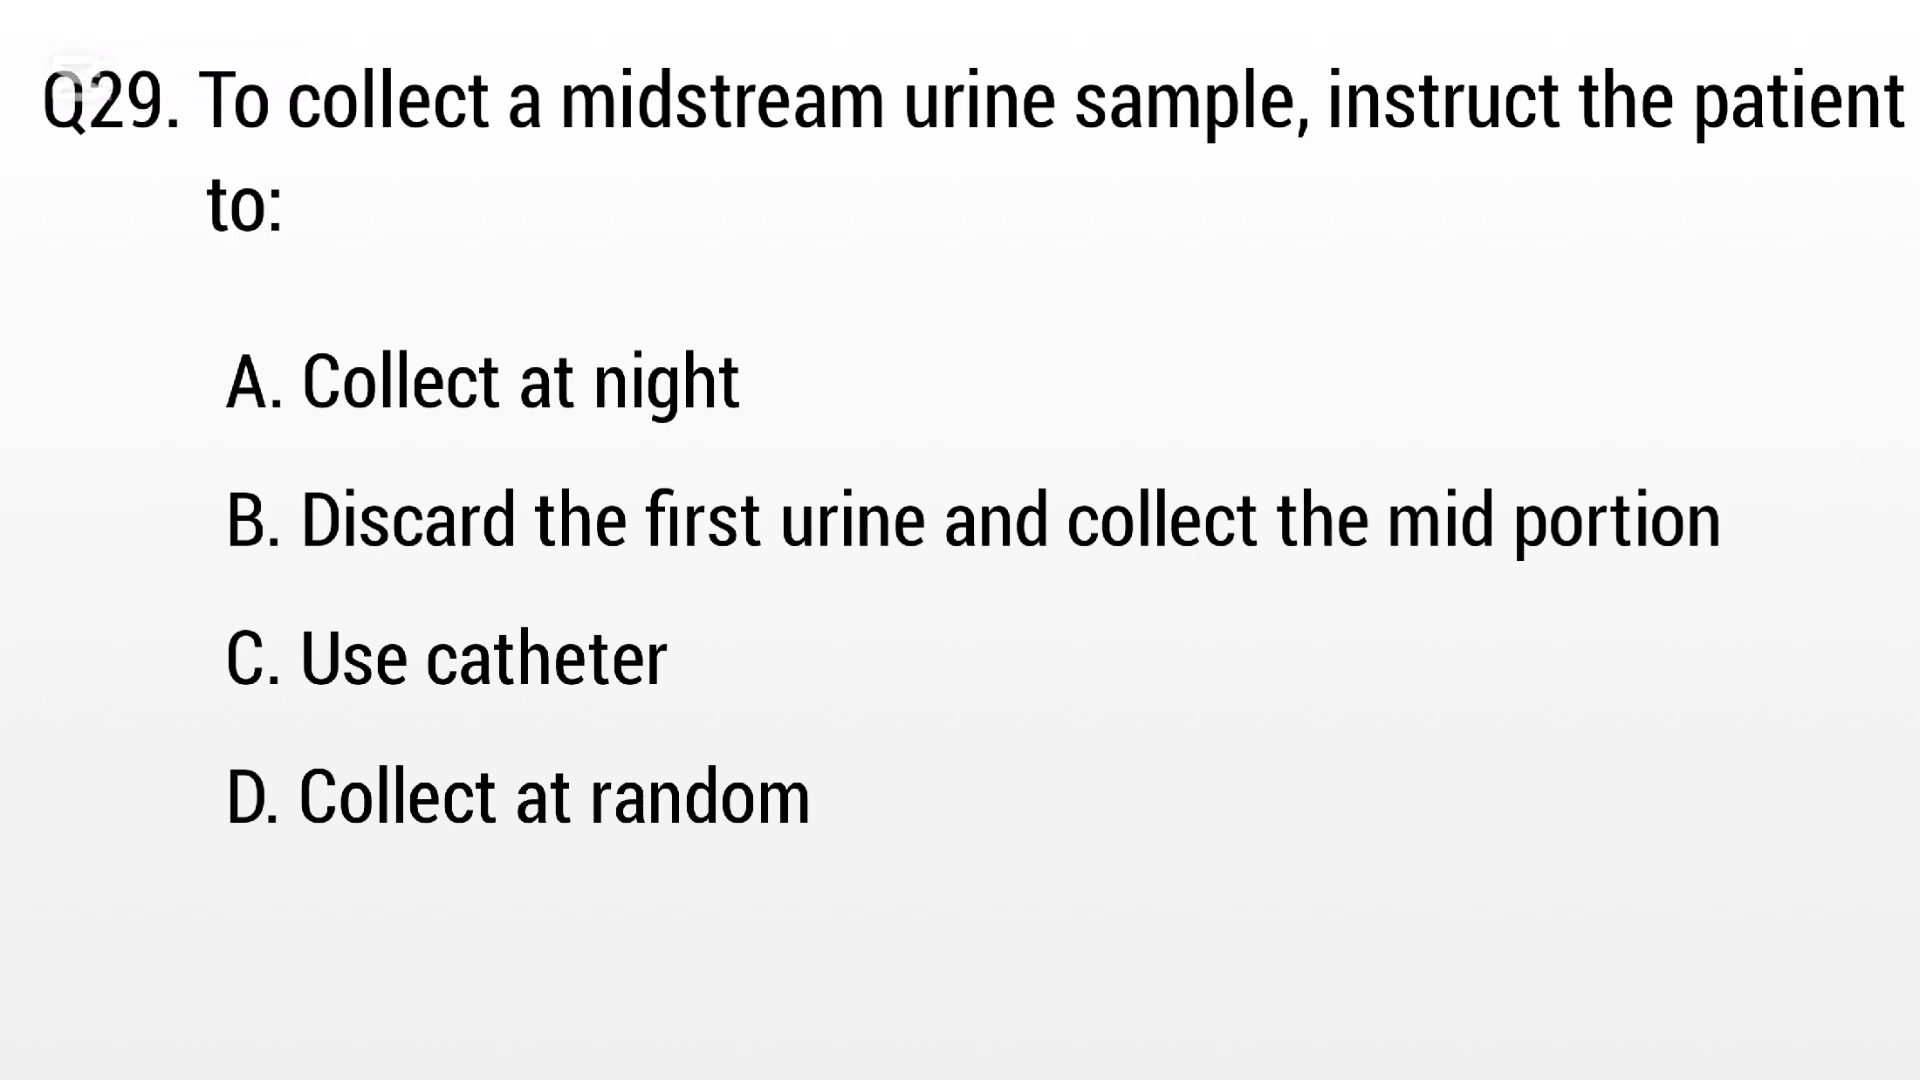 Q29. To collect a midstream urine sample, instruct the patient
to:
A. Collect at night
B. Discard the first urine and collect the mid portion
C. Use catheter
D. Collect at random